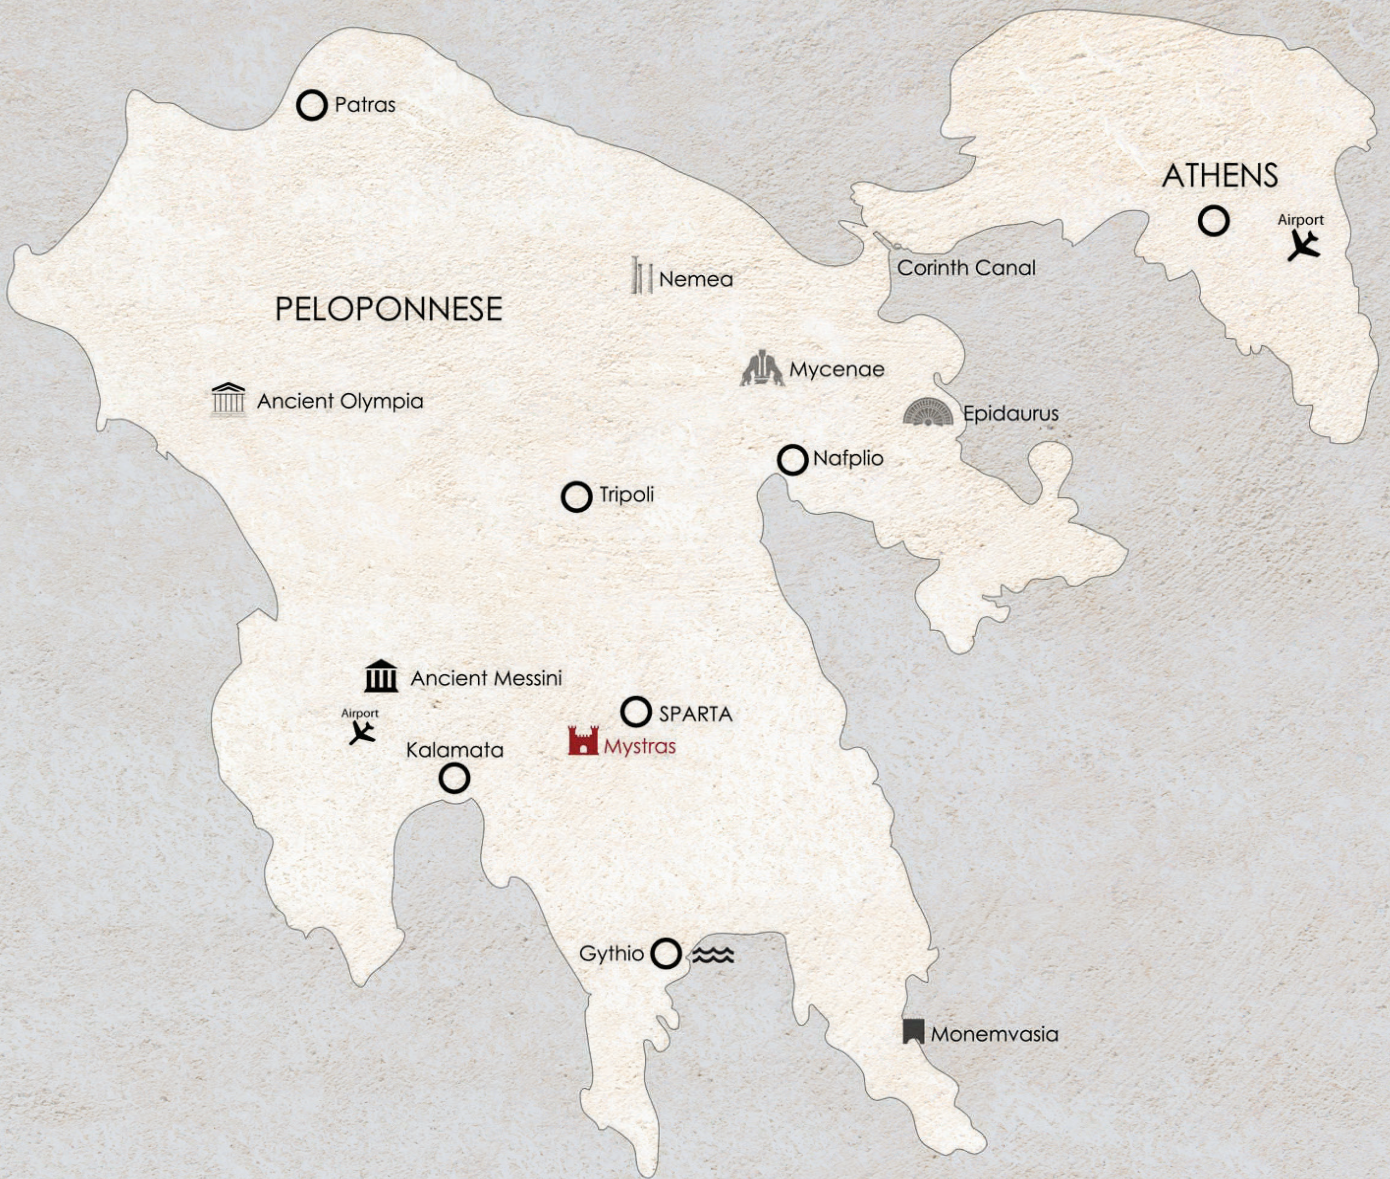 Patras
ATHENS
Airport
Corinth Canal
Nemea
PELOPONNESE
Mycenae
Ancient Olympia
Epidaurus
Nafplio
Tripoli
Ancient Messini
Airport
SPARTA
Mystras
Kalamata
Gythio
Monemvasia